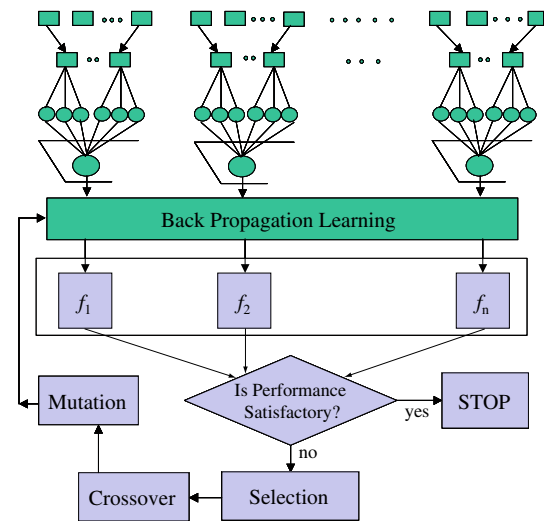 Back Propagation Learning
f1
f2
fn
Is Performance
Satisfactory?
yes
STOP
no
Mutation
Crossover
Selection